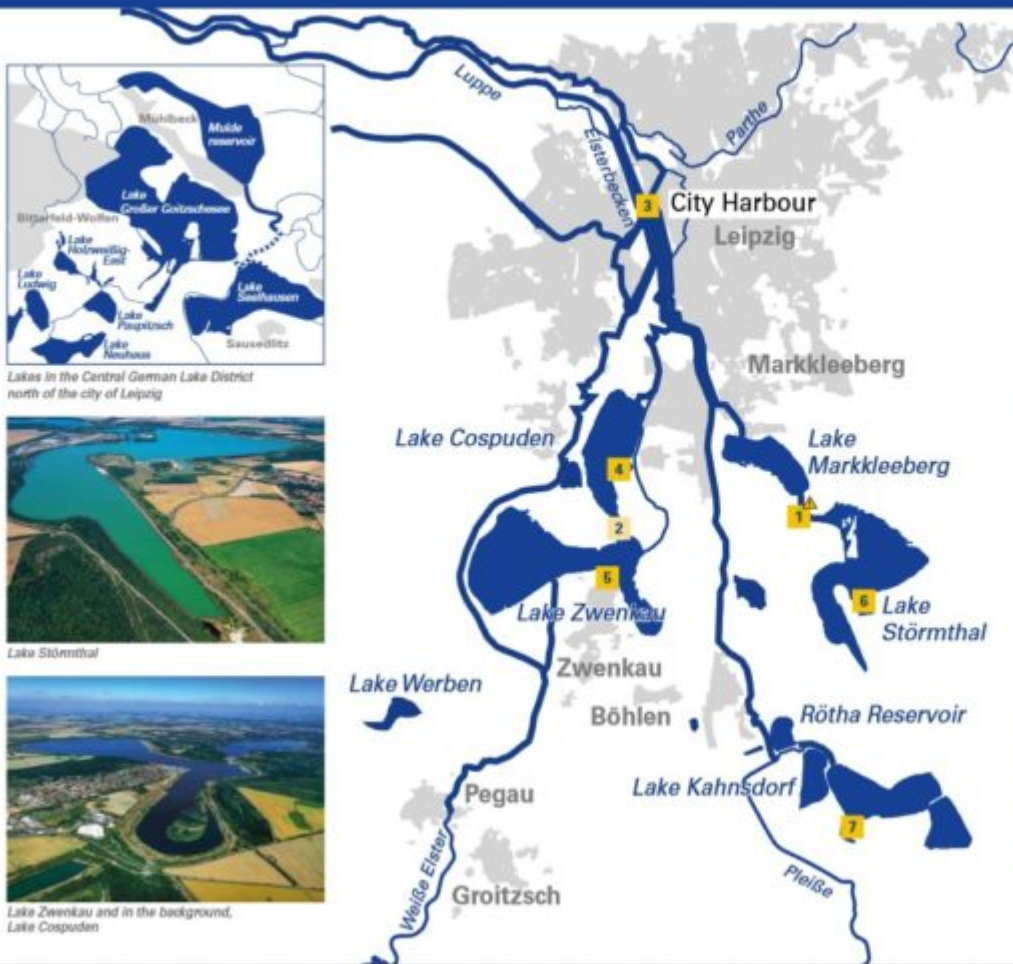 Mühlbeck
Mulde
reservoir
Lake
Großer Goitzschesee
Bitterfeld-Wolfen
Lake
Holzweißig-
East
Lake
Ludwig
Lake
Seelhausen
Lake
Paupitzsch
Lake
Neuhaus
Sausedlitz
Lakes in the Central German Lake District
north of the city of Leipzig
Lake Störmthal
Lake Zwenkau and in the background,
Lake Cospuden
Luppe
Elsterbecken
Parthe
3
City Harbour
Leipzig
Markkleeberg
Lake Cospuden
4
Lake
Markkleeberg
1
2
5
Lake Zwenkau
6
Lake
Störmthal
Zwenkau
Lake Werben
Böhlen
Rötha Reservoir
Lake Kahnsdorf
7
Pegau
Groitzsch
Weiße Elster
Pleiße